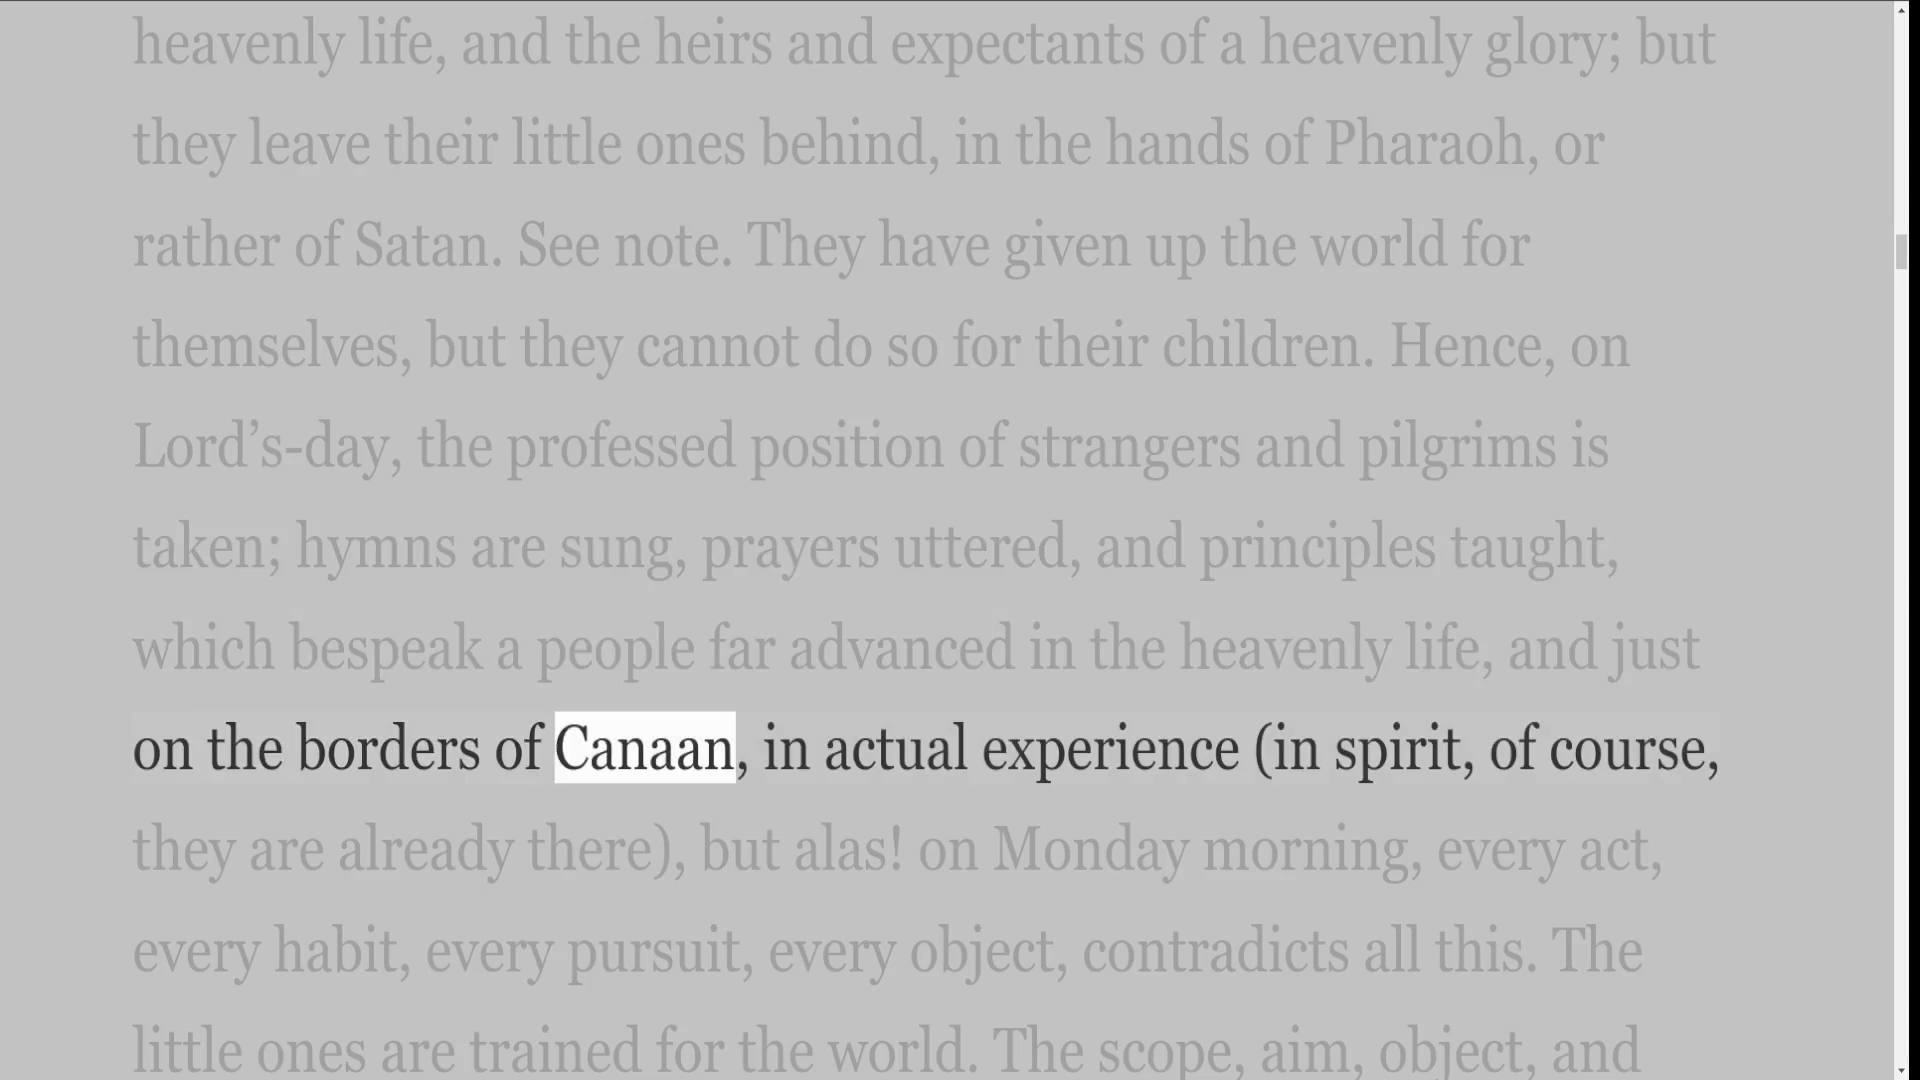 heavenly life, and the heirs and expectants of a heavenly glory; but
they leave their little ones behind, in the hands of Pharaoh, or
rather of Satan. See note. They have given up the world for
themselves, but they cannot do so for their children. Hence, on
Lord’s-day, the professed position of strangers and pilgrims is
taken; hymns are sung, prayers uttered, and principles taught,
which bespeak a people far advanced in the heavenly life, and just
on the borders of Canaan, in actual experience (in spirit, of course,
they are already there), but alas! on Monday morning, every act,
every habit, every pursuit, every object, contradicts all this. The
little ones are trained for the world. The scope, aim, object, and